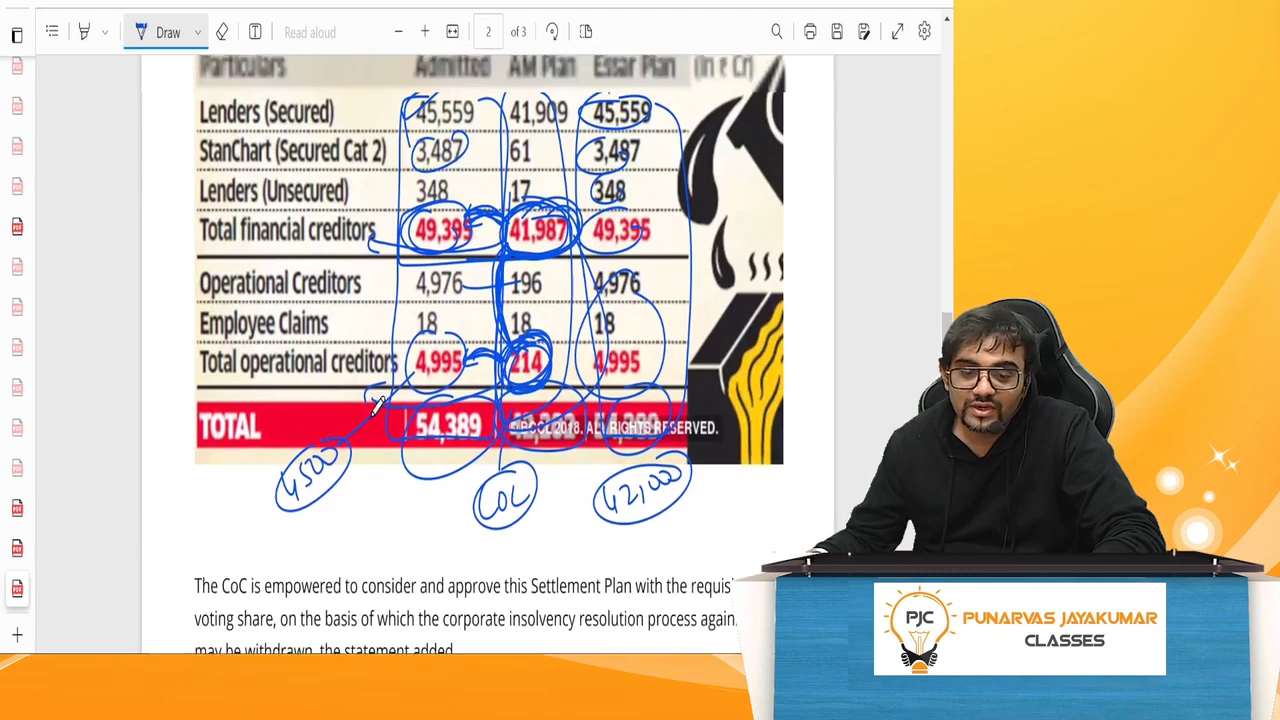 Draw
Read aloud
2 of 3
Particulars Admitted AM Plan Essar Plan (In ₹ Cr)
Lenders (Secured) 45,559 41,909 45,559
StanChart (Secured Cat 2) 3,487 61 3,487
Lenders (Unsecured) 348 17 348
Total financial creditors 49,395 41,987 49,395
Operational Creditors 4,976 196 4,976
Employee Claims 18 18 18
Total operational creditors 4,995 214 4,995
TOTAL 54,389
© BCCL 2018. ALL RIGHTS RESERVED.
4500
COC
42,000
The CoC is empowered to consider and approve this Settlement Plan with the
voting share, on the basis of which the corporate insolvency resolution process
may be withdrawn, the statement added.
PJC
PUNARVAS JAYAKUMAR
CLASSES